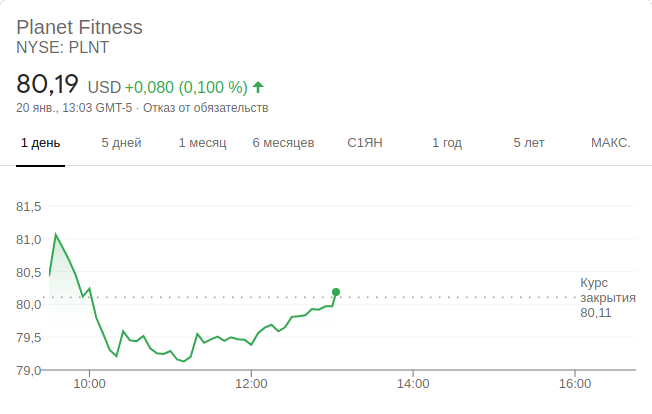 Planet Fitness
NYSE: PLNT
80,19 USD +0,080 (0,100 %)
20 янв., 13:03 GMT-5 · Отказ от обязательств
1 день 5 дней 1 месяц 6 месяцев С1ЯН 1 год 5 лет МАКС.
81,5
81,0
80,5
80,0
79,5
79,0
Курс
закрытия
80,11
10:00 12:00 14:00 16:00